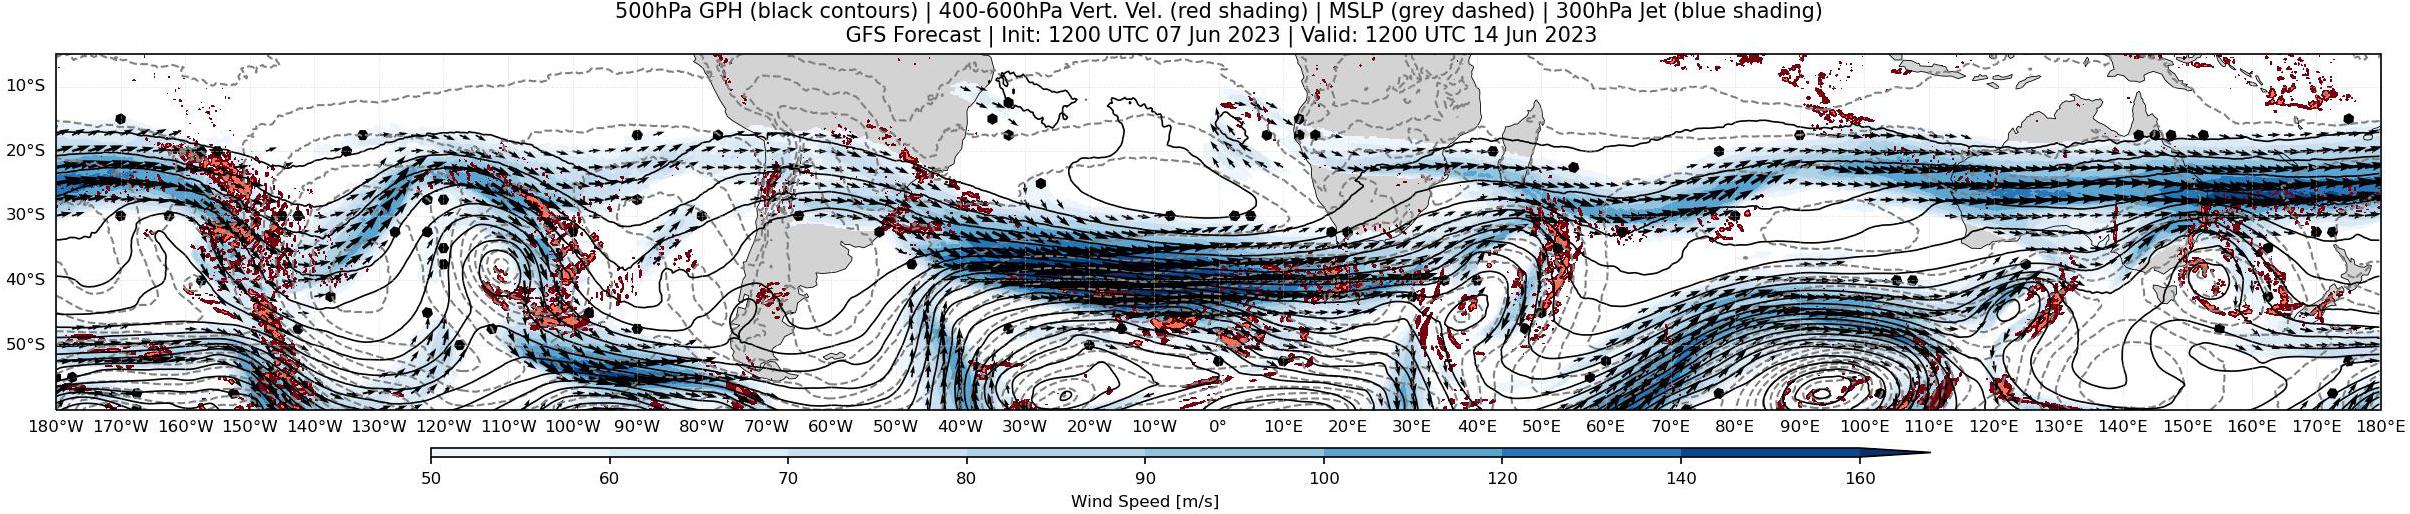 500hPa GPH (black contours) | 400-600hPa Vert. Vel. (red shading) | MSLP (grey dashed) | 300hPa Jet (blue shading)
GFS Forecast | Init: 1200 UTC 07 Jun 2023 | Valid: 1200 UTC 14 Jun 2023
10°S
20°S
30°S
40°S
50°S
180°W 170°W 160°W 150°W 140°W 130°W 120°W 110°W 100°W 90°W 80°W 70°W 60°W 50°W 40°W 30°W 20°W 10°W 0° 10°E 20°E 30°E 40°E 50°E 60°E 70°E 80°E 90°E 100°E 110°E 120°E 130°E 140°E 150°E 160°E 170°E 180°E
50 60 70 80 90 100 120 140 160
Wind Speed [m/s]